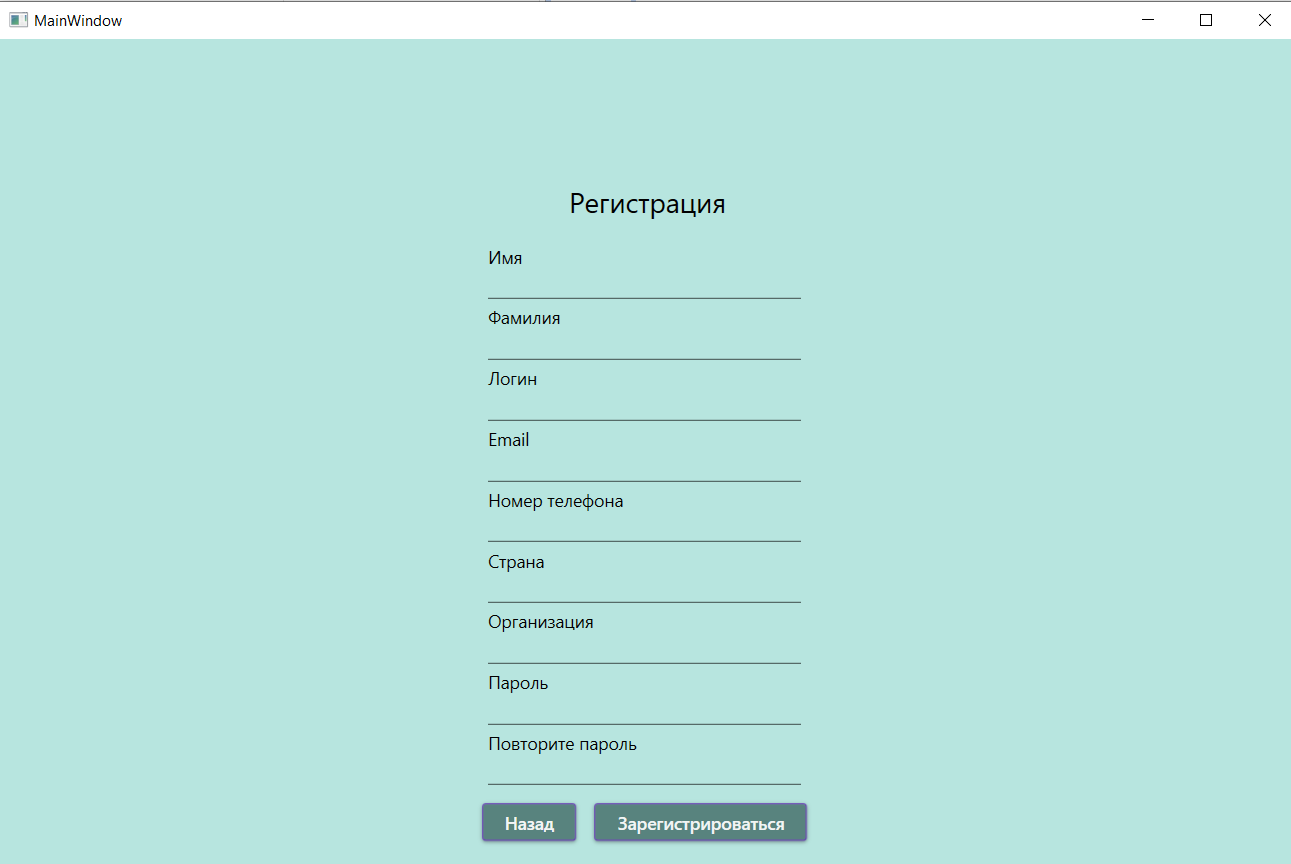 MainWindow
Регистрация
Имя
Фамилия
Логин
Email
Номер телефона
Страна
Организация
Пароль
Повторите пароль
Назад Зарегистрироваться